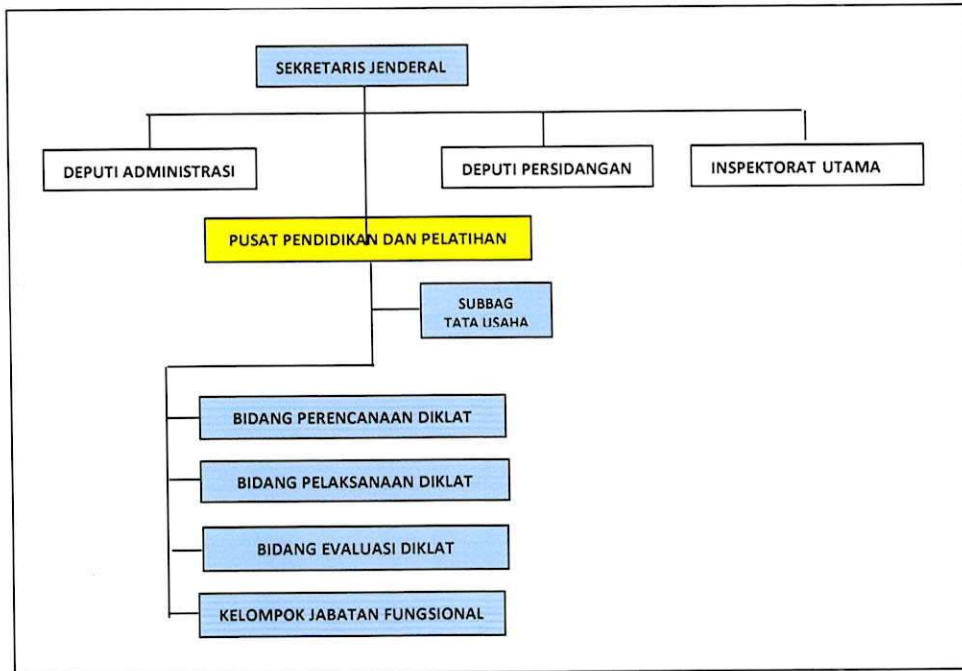 SEKRETARIS JENDERAL
DEPUTI ADMINISTRASI
DEPUTI PERSIDANGAN
INSPEKTORAT UTAMA
PUSAT PENDIDIKAN DAN PELATIHAN
SUBBAG
TATA USAHA
BIDANG PERENCANAAN DIKLAT
BIDANG PELAKSANAAN DIKLAT
BIDANG EVALUASI DIKLAT
KELOMPOK JABATAN FUNGSIONAL